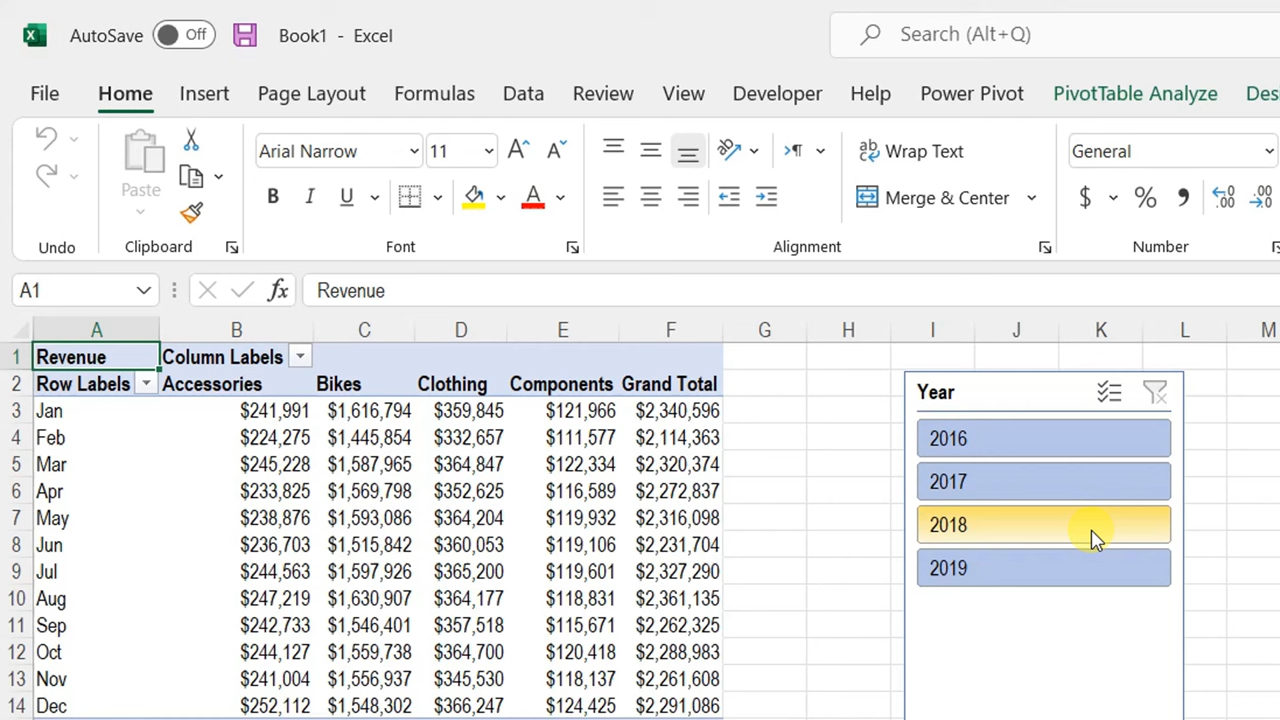 AutoSave Off Book1 - Excel Search (Alt+Q)
File Home Insert Page Layout Formulas Data Review View Developer Help Power Pivot PivotTable Analyze Des
Paste Arial Narrow 11 Wrap Text General
B I U A Merge & Center $ % 9
Undo Clipboard Font Alignment Number
A1 fx Revenue
A B C D E F G H I J K L M
1 Revenue Column Labels
2 Row Labels Accessories Bikes Clothing Components Grand Total
3 Jan $241,991 $1,616,794 $359,845 $121,966 $2,340,596
4 Feb $224,275 $1,445,854 $332,657 $111,577 $2,114,363
5 Mar $245,228 $1,587,965 $364,847 $122,334 $2,320,374
6 Apr $233,825 $1,569,798 $352,625 $116,589 $2,272,837
7 May $238,876 $1,593,086 $364,204 $119,932 $2,316,098
8 Jun $236,703 $1,515,842 $360,053 $119,106 $2,231,704
9 Jul $244,563 $1,597,926 $365,200 $119,601 $2,327,290
10 Aug $247,219 $1,630,907 $364,177 $118,831 $2,361,135
11 Sep $242,733 $1,546,401 $357,518 $115,671 $2,262,325
12 Oct $244,127 $1,559,738 $364,700 $120,418 $2,288,983
13 Nov $241,004 $1,556,937 $345,530 $118,137 $2,261,608
14 Dec $252,112 $1,548,302 $366,247 $124,425 $2,291,086
Year
2016
2017
2018
2019